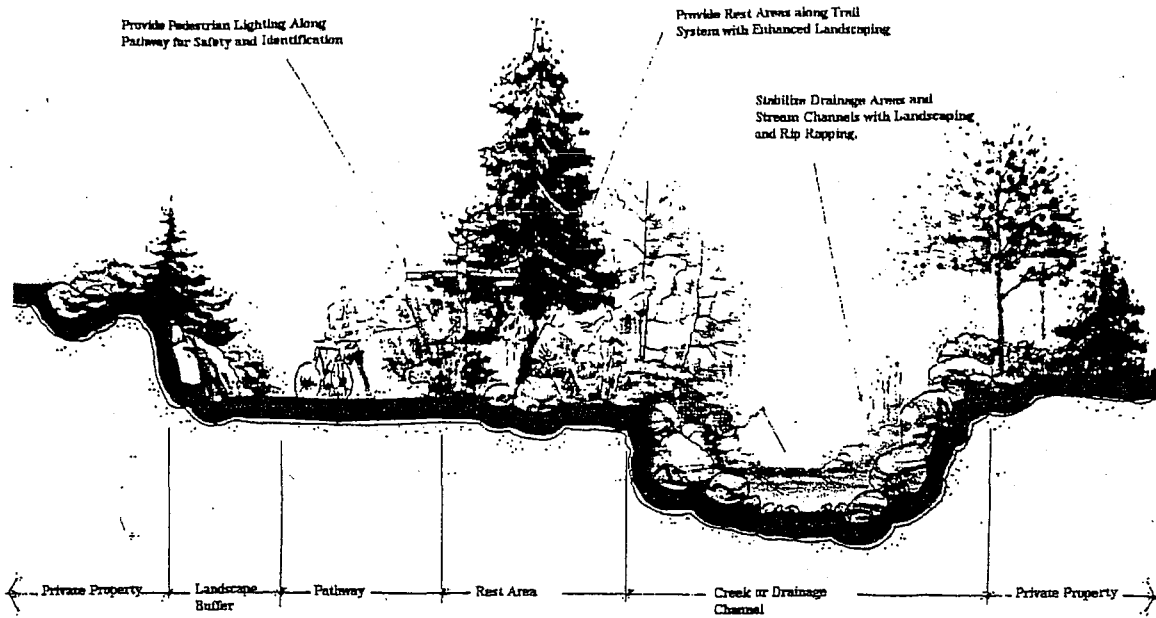 Provide Pedestrian Lighting Along
Pathway for Safety and Identification
Provide Rest Areas along Trail
System with Enhanced Landscaping
Stabilize Drainage Areas and
Stream Channels with Landscaping
and Rip Rapping.
Private Property
Landscape
Buffer
Pathway
Rest Area
Creek or Drainage
Channel
Private Property